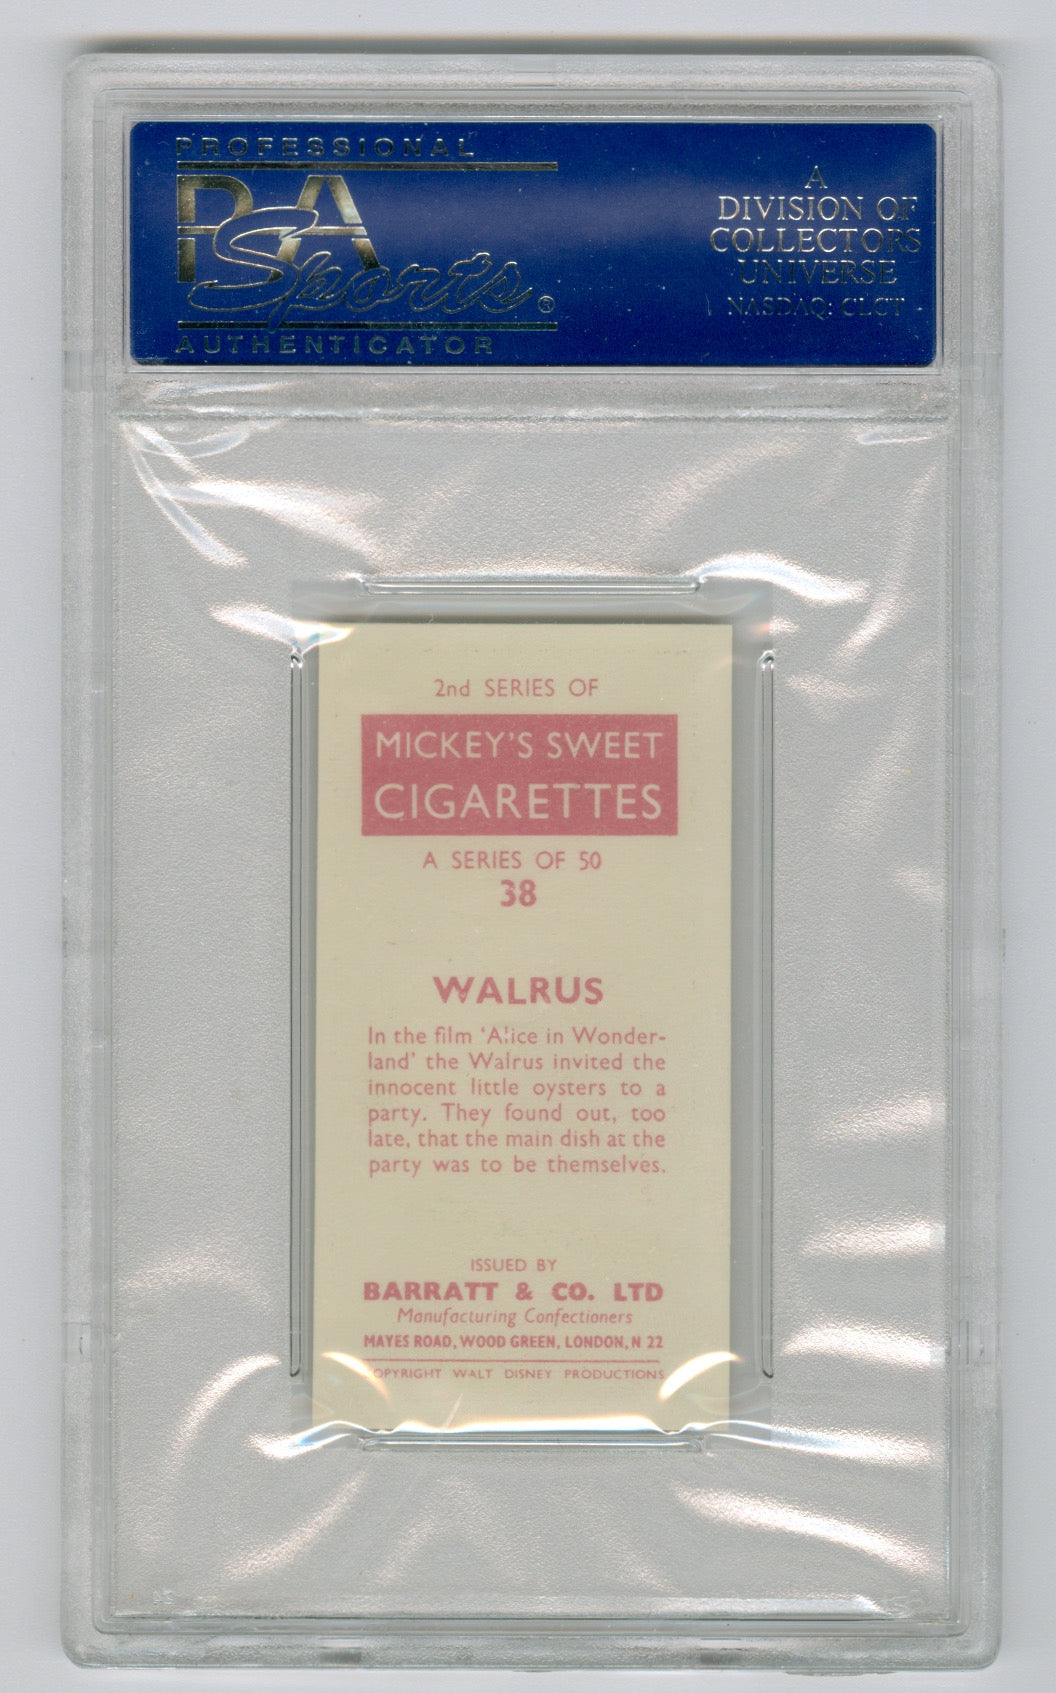 PROFESSIONAL
PSA
Sports®
AUTHENTICATOR
A
DIVISION OF
COLLECTORS
UNIVERSE
NASDAQ: CLCT
2nd SERIES OF
MICKEY'S SWEET
CIGARETTES
A SERIES OF 50
38
WALRUS
In the film 'Alice in Wonder-
land' the Walrus invited the
innocent little oysters to a
party. They found out, too
late, that the main dish at the
party was to be themselves.
ISSUED BY
BARRATT & CO. LTD
Manufacturing Confectioners
MAYES ROAD, WOOD GREEN, LONDON, N 22
COPYRIGHT WALT DISNEY PRODUCTIONS